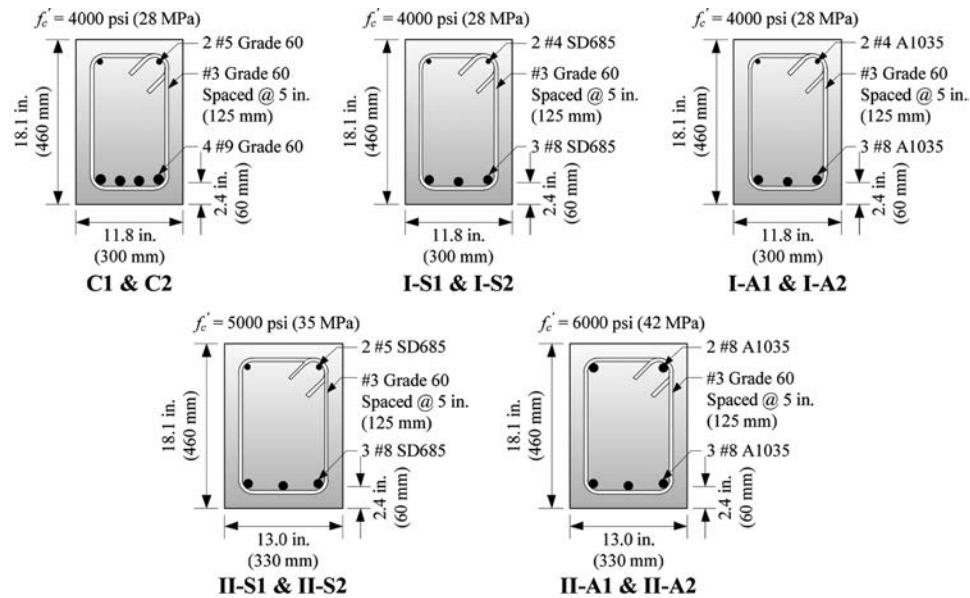 f_c' = 4000 psi (28 MPa)
18.1 in.
(460 mm)
2 #5 Grade 60
#3 Grade 60
Spaced @ 5 in.
(125 mm)
4 #9 Grade 60
2.4 in.
(60 mm)
11.8 in.
(300 mm)
C1 & C2
f_c' = 4000 psi (28 MPa)
18.1 in.
(460 mm)
2 #4 SD685
#3 Grade 60
Spaced @ 5 in.
(125 mm)
3 #8 SD685
2.4 in.
(60 mm)
11.8 in.
(300 mm)
I-S1 & I-S2
f_c' = 4000 psi (28 MPa)
18.1 in.
(460 mm)
2 #4 A1035
#3 Grade 60
Spaced @ 5 in.
(125 mm)
3 #8 A1035
2.4 in.
(60 mm)
11.8 in.
(300 mm)
I-A1 & I-A2
f_c' = 5000 psi (35 MPa)
18.1 in.
(460 mm)
2 #5 SD685
#3 Grade 60
Spaced @ 5 in.
(125 mm)
3 #8 SD685
2.4 in.
(60 mm)
13.0 in.
(330 mm)
II-S1 & II-S2
f_c' = 6000 psi (42 MPa)
18.1 in.
(460 mm)
2 #8 A1035
#3 Grade 60
Spaced @ 5 in.
(125 mm)
3 #8 A1035
2.4 in.
(60 mm)
13.0 in.
(330 mm)
II-A1 & II-A2